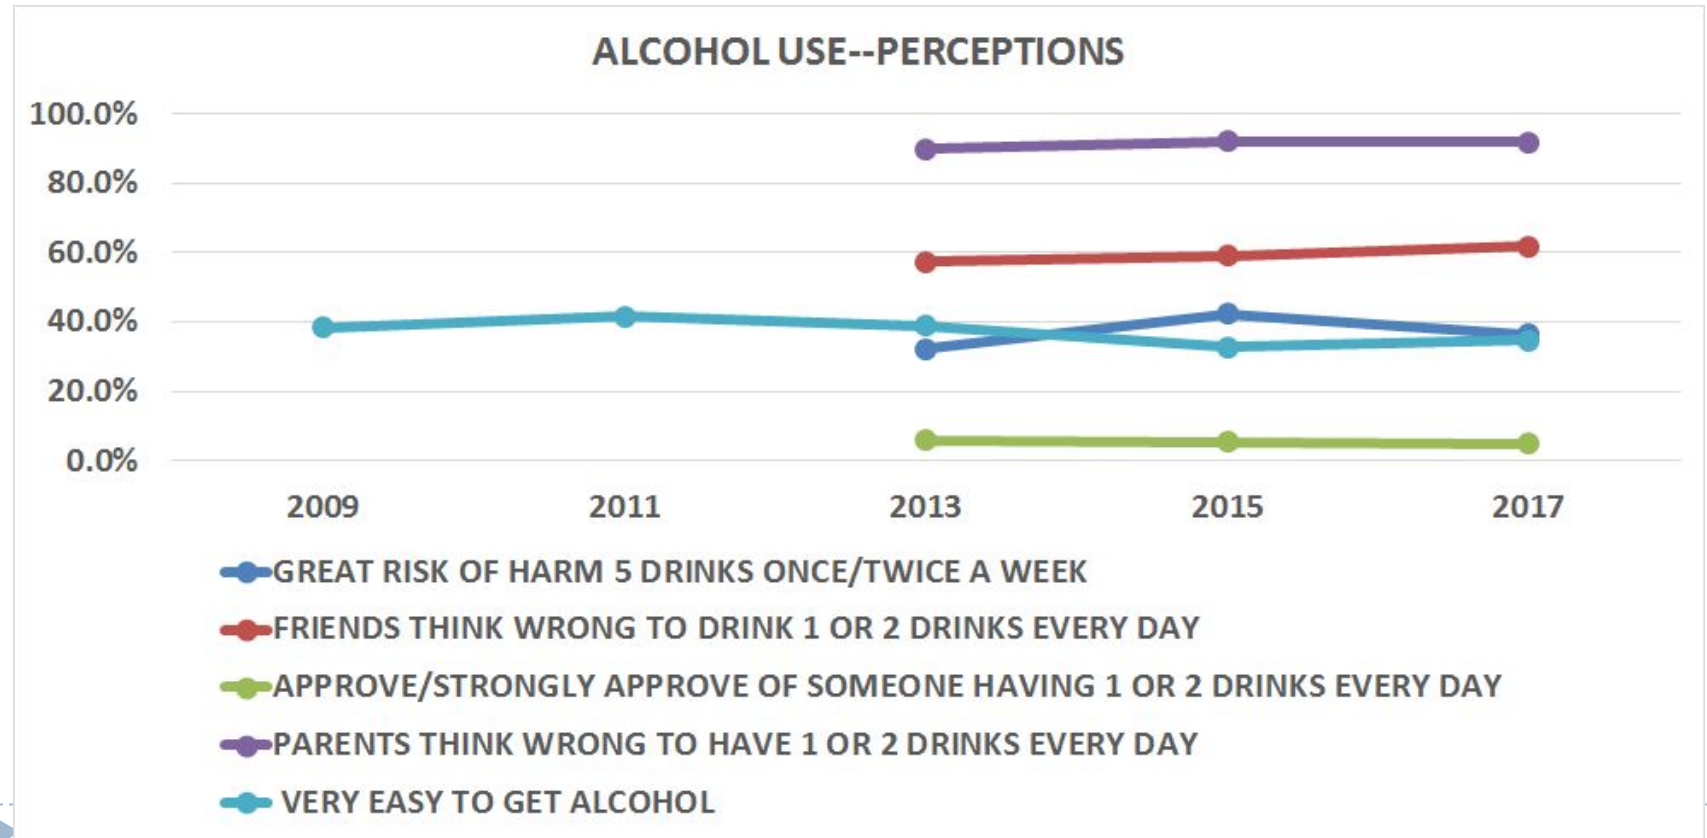 ALCOHOL USE--PERCEPTIONS
100.0%
80.0%
60.0%
40.0%
20.0%
0.0%
2009 2011 2013 2015 2017
GREAT RISK OF HARM 5 DRINKS ONCE/TWICE A WEEK
FRIENDS THINK WRONG TO DRINK 1 OR 2 DRINKS EVERY DAY
APPROVE/STRONGLY APPROVE OF SOMEONE HAVING 1 OR 2 DRINKS EVERY DAY
PARENTS THINK WRONG TO HAVE 1 OR 2 DRINKS EVERY DAY
VERY EASY TO GET ALCOHOL